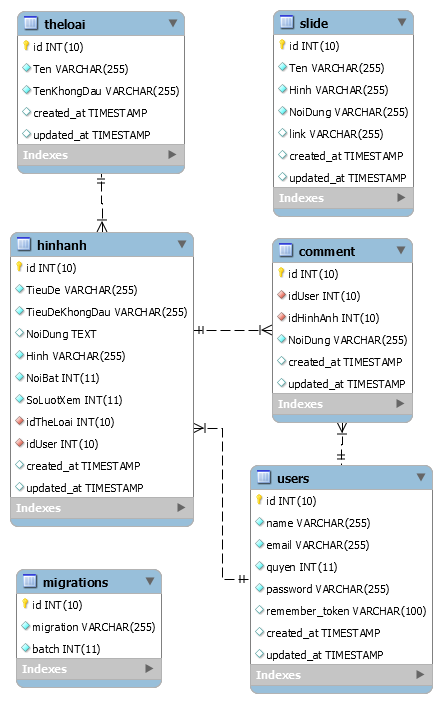 theloai
id INT(10)
Ten VARCHAR(255)
TenKhongDau VARCHAR(255)
created_at TIMESTAMP
updated_at TIMESTAMP
Indexes
slide
id INT(10)
Ten VARCHAR(255)
Hinh VARCHAR(255)
NoiDung VARCHAR(255)
link VARCHAR(255)
created_at TIMESTAMP
updated_at TIMESTAMP
Indexes
hinhanh
id INT(10)
TieuDe VARCHAR(255)
TieuDeKhongDau VARCHAR(255)
NoiDung TEXT
Hinh VARCHAR(255)
NoiBat INT(11)
SoLuotXem INT(11)
idTheLoai INT(10)
idUser INT(10)
created_at TIMESTAMP
updated_at TIMESTAMP
Indexes
comment
id INT(10)
idUser INT(10)
idHinhAnh INT(10)
NoiDung VARCHAR(255)
created_at TIMESTAMP
updated_at TIMESTAMP
Indexes
users
id INT(10)
name VARCHAR(255)
email VARCHAR(255)
quyen INT(11)
password VARCHAR(255)
remember_token VARCHAR(100)
created_at TIMESTAMP
updated_at TIMESTAMP
Indexes
migrations
id INT(10)
migration VARCHAR(255)
batch INT(11)
Indexes